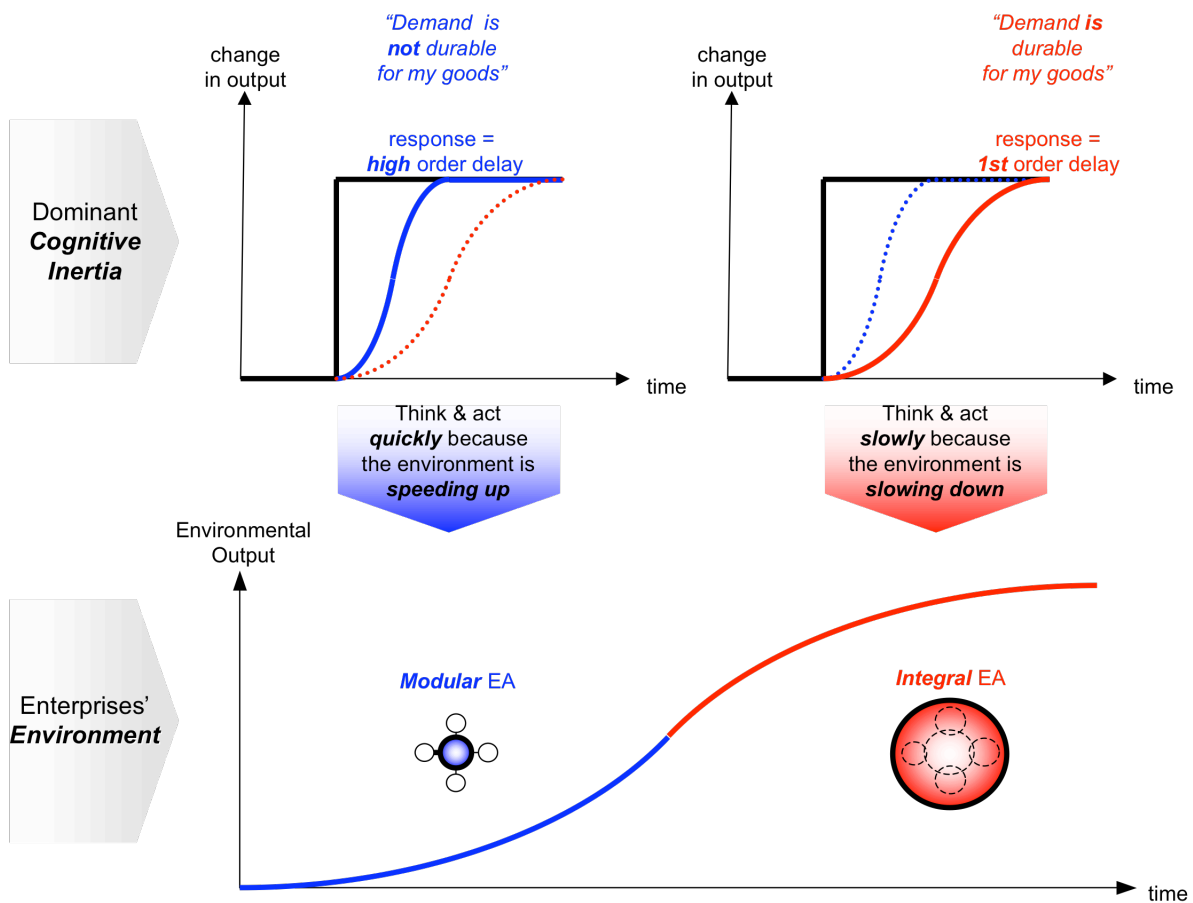 “Demand is
not durable
for my goods”
“Demand is
durable
for my goods”
change
in output
change
in output
response =
high order delay
response =
1st order delay
Dominant
Cognitive
Inertia
time
time
Think & act
quickly because
the environment is
speeding up
Think & act
slowly because
the environment is
slowing down
Environmental
Output
Modular EA
Integral EA
Enterprises’
Environment
time